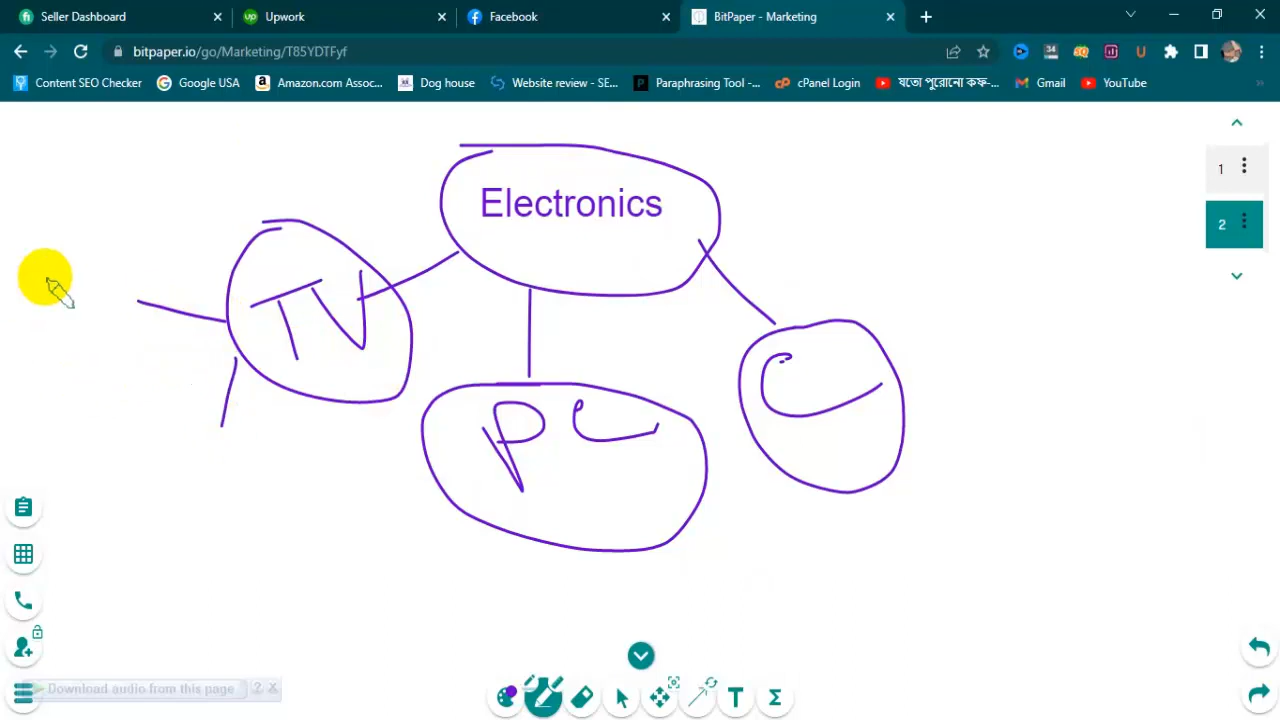 Seller Dashboard
Upwork
Facebook
BitPaper - Marketing
bitpaper.io/go/Marketing/T85YDTFyf
34
Content SEO Checker
Google USA
Amazon.com Assoc...
Dog house
Website review - SE...
Paraphrasing Tool -...
cPanel Login
যতো পুরোনো কফ-...
Gmail
YouTube
Electronics
TV
PC
C
1
2
Download audio from this page